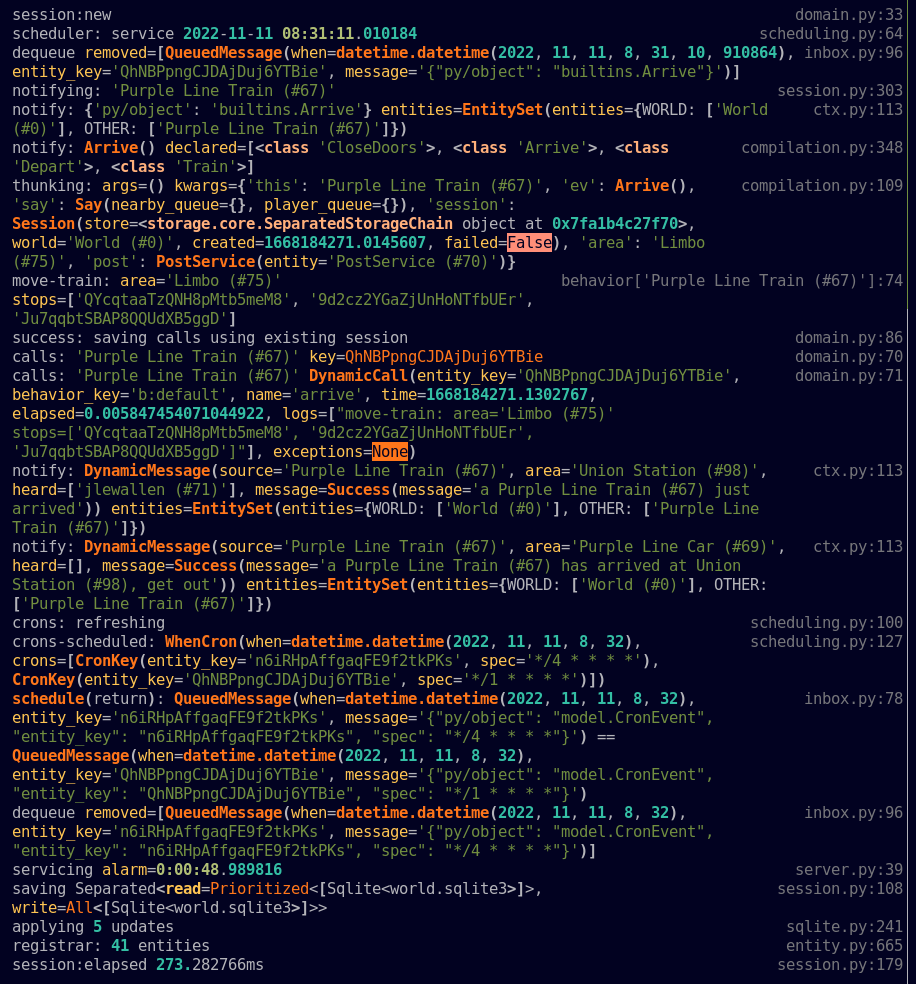 session:new domain.py:33
scheduler: service 2022-11-11 08:31:11.010184 scheduling.py:64
dequeue removed=[QueuedMessage(when=datetime.datetime(2022, 11, 11, 8, 31, 10, 910864), inbox.py:96
entity_key='QhNBPpngCJDAjDuj6YTBie', message='{"py/object": "builtins.Arrive"}')]
notifying: 'Purple Line Train (#67)' session.py:303
notify: {'py/object': 'builtins.Arrive'} entities=EntitySet(entities={WORLD: ['World ctx.py:113
(#0)'], OTHER: ['Purple Line Train (#67)']})
notify: Arrive() declared=[<class 'CloseDoors'>, <class 'Arrive'>, <class compilation.py:348
'Depart'>, <class 'Train'>]
thunking: args=() kwargs={'this': 'Purple Line Train (#67)', 'ev': Arrive(), compilation.py:109
'say': Say(nearby_queue={}, player_queue={}), 'session':
Session(store=<storage.core.SeparatedStorageChain object at 0x7fa1b4c27f70>,
world='World (#0)', created=1668184271.0145607, failed=False), 'area': 'Limbo
(#75)', 'post': PostService(entity='PostService (#70)')}
move-train: area='Limbo (#75)' behavior['Purple Line Train (#67)']:74
stops=['QYcqtaaTzQNH8pMtb5meM8', '9d2cz2YGaZjUnHoNTfbUEr',
'Ju7qqbtSBAP8QQUdXB5ggD']
success: saving calls using existing session domain.py:86
calls: 'Purple Line Train (#67)' key=QhNBPpngCJDAjDuj6YTBie domain.py:70
calls: 'Purple Line Train (#67)' DynamicCall(entity_key='QhNBPpngCJDAjDuj6YTBie', domain.py:71
behavior_key='b:default', name='arrive', time=1668184271.1302767,
elapsed=0.005847454071044922, logs=["move-train: area='Limbo (#75)'
stops=['QYcqtaaTzQNH8pMtb5meM8', '9d2cz2YGaZjUnHoNTfbUEr',
'Ju7qqbtSBAP8QQUdXB5ggD']"], exceptions=None)
notify: DynamicMessage(source='Purple Line Train (#67)', area='Union Station (#98)', ctx.py:113
heard=['jlewallen (#71)'], message=Success(message='a Purple Line Train (#67) just
arrived')) entities=EntitySet(entities={WORLD: ['World (#0)'], OTHER: ['Purple Line
Train (#67)']})
notify: DynamicMessage(source='Purple Line Train (#67)', area='Purple Line Car (#69)', ctx.py:113
heard=[], message=Success(message='a Purple Line Train (#67) has arrived at Union
Station (#98), get out')) entities=EntitySet(entities={WORLD: ['World (#0)'], OTHER:
['Purple Line Train (#67)']})
crons: refreshing scheduling.py:100
crons-scheduled: WhenCron(when=datetime.datetime(2022, 11, 11, 8, 32), scheduling.py:127
crons=[CronKey(entity_key='n6iRHpAffgaqFE9f2tkPKs', spec='*/4 * * * *'),
CronKey(entity_key='QhNBPpngCJDAjDuj6YTBie', spec='*/1 * * * *')])
schedule(return): QueuedMessage(when=datetime.datetime(2022, 11, 11, 8, 32), inbox.py:78
entity_key='n6iRHpAffgaqFE9f2tkPKs', message='{"py/object": "model.CronEvent",
"entity_key": "n6iRHpAffgaqFE9f2tkPKs", "spec": "*/4 * * * *"}') ==
QueuedMessage(when=datetime.datetime(2022, 11, 11, 8, 32),
entity_key='QhNBPpngCJDAjDuj6YTBie', message='{"py/object": "model.CronEvent",
"entity_key": "QhNBPpngCJDAjDuj6YTBie", "spec": "*/1 * * * *"}')
dequeue removed=[QueuedMessage(when=datetime.datetime(2022, 11, 11, 8, 32), inbox.py:96
entity_key='n6iRHpAffgaqFE9f2tkPKs', message='{"py/object": "model.CronEvent",
"entity_key": "n6iRHpAffgaqFE9f2tkPKs", "spec": "*/4 * * * *"}')]
servicing alarm=0:00:48.989816 server.py:39
saving Separated<read=Prioritized<[Sqlite<world.sqlite3>]>, session.py:108
write=All<[Sqlite<world.sqlite3>]>>
applying 5 updates sqlite.py:241
registrar: 41 entities entity.py:665
session:elapsed 273.282766ms session.py:179